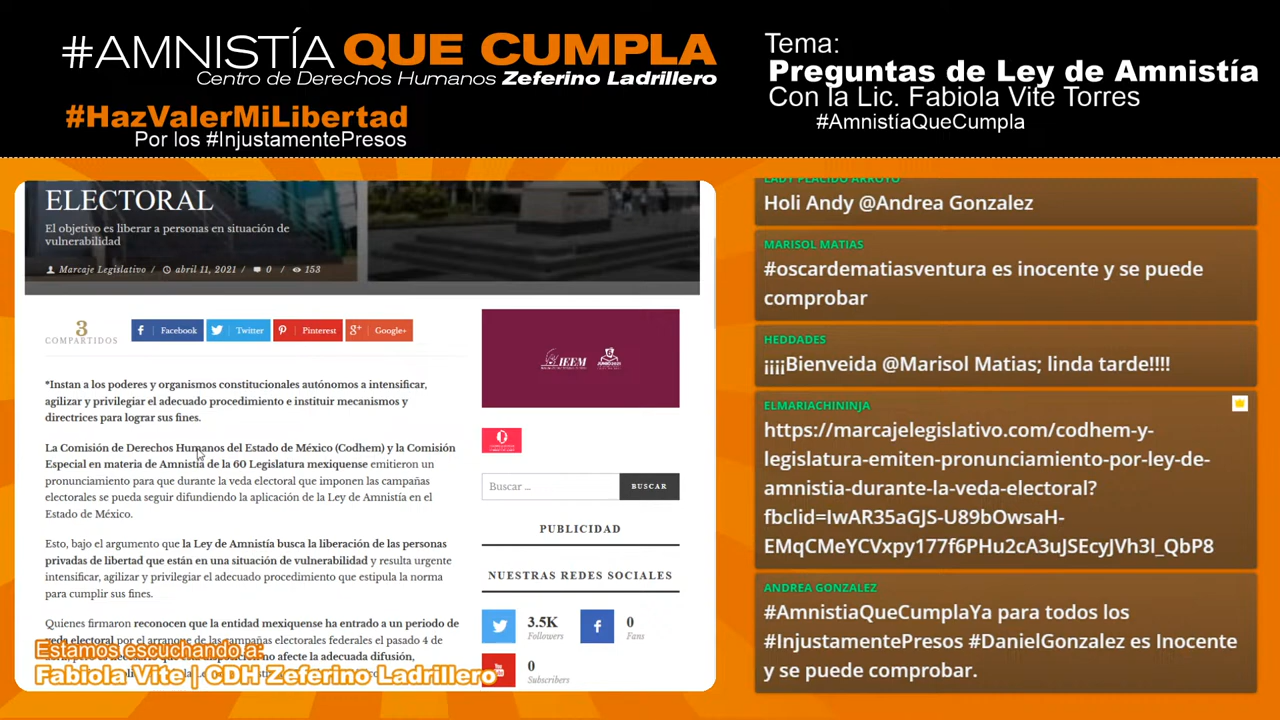 #AMNISTÍA QUE CUMPLA
Centro de Derechos Humanos Zeferino Ladrillero
#HazValerMiLibertad
Por los #InjustamentePresos
Tema:
Preguntas de Ley de Amnistía
Con la Lic. Fabiola Vite Torres
#AmnistíaQueCumpla
ELECTORAL
El objetivo es liberar a personas en situación de
vulnerabilidad
Marcaje Legislativo / abril 11, 2021 / 0 / 153
3
COMPARTIDOS
Facebook
Twitter
Pinterest
Google+
*Instan a los poderes y organismos constitucionales autónomos a intensificar,
agilizar y privilegiar el adecuado procedimiento e instituir mecanismos y
directrices para lograr sus fines.
La Comisión de Derechos Humanos del Estado de México (Codhem) y la Comisión
Especial en materia de Amnistía de la 60 Legislatura mexiquense emitieron un
pronunciamiento para que durante la veda electoral que imponen las campañas
electorales se pueda seguir difundiendo la aplicación de la Ley de Amnistía en el
Estado de México.
Esto, bajo el argumento que la Ley de Amnistía busca la liberación de las personas
privadas de libertad que están en una situación de vulnerabilidad y resulta urgente
intensificar, agilizar y privilegiar el adecuado procedimiento que estipula la norma
para cumplir sus fines.
Quienes firmaron reconocen que la entidad mexiquense ha entrado a un periodo de
veda electoral por el arranque de las campañas electorales federales el pasado 4 de
no afecte la adecuada difusión,
Estamos escuchando a:
Fabiola Vite | CDH Zeferino Ladrillero
IEEM
Buscar ...
BUSCAR
PUBLICIDAD
NUESTRAS REDES SOCIALES
3.5K
Followers
0
Fans
0
Subscribers
LADY PLACIDO ARROYO
Holi Andy @Andrea Gonzalez
MARISOL MATIAS
#oscardematiasventura es inocente y se puede
comprobar
HEDDADES
¡¡¡¡Bienveida @Marisol Matias; linda tarde!!!!
ELMARIACHININJA
https://marcajelegislativo.com/codhem-y-
legislatura-emiten-pronunciamiento-por-ley-de-
amnistia-durante-la-veda-electoral?
fbclid=IwAR35aGJS-U89bOwsaH-
EMqCMeYCVxpy177f6PHu2cA3uJSEcyJVh3l_QbP8
ANDREA GONZALEZ
#AmnistiaQueCumplaYa para todos los
#InjustamentePresos #DanielGonzalez es Inocente
y se puede comprobar.